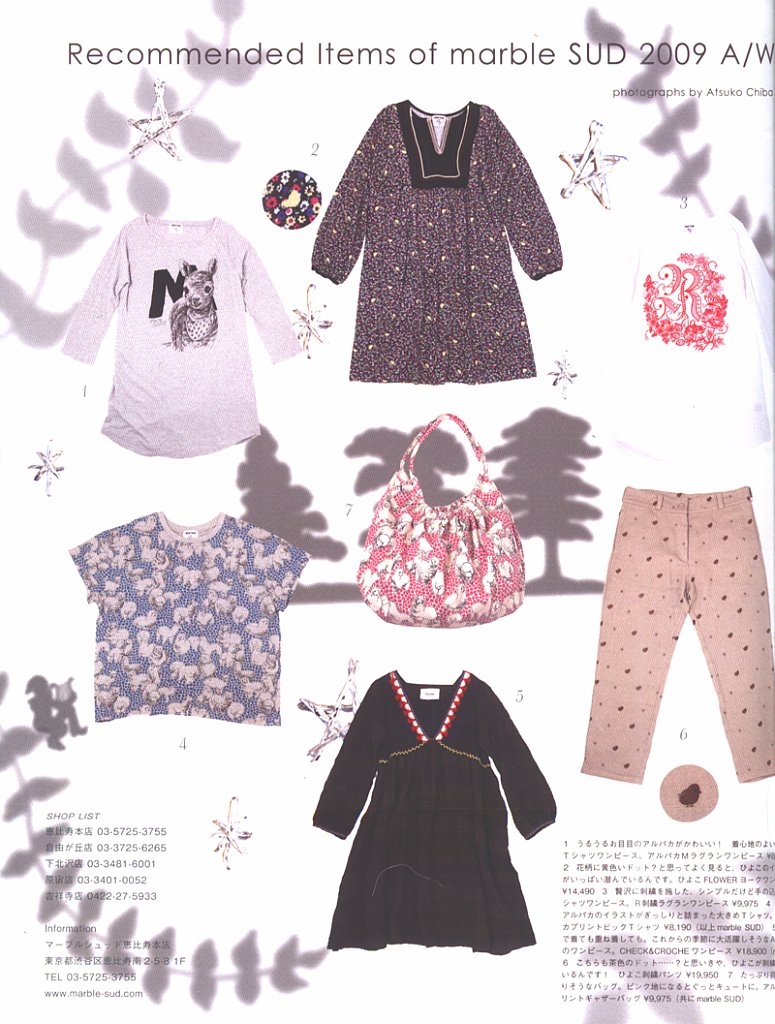 Recommended Items of marble SUD 2009 A/W
photographs by Atsuko Chiba
2
3
1
M
R
7
5
4
6
SHOP LIST
恵比寿本店 03-5725-3755
自由が丘店 03-3725-6265
下北沢店 03-3481-6001
原宿店 03-3401-0052
吉祥寺店 0422-27-5933
Information
マーブルシュッド恵比寿本店
東京都渋谷区恵比寿南 2-5-8 1F
TEL 03-5725-3755
www.marble-sud.com
1 うるうるお目目のアルパカがかわいい! 着心地のよい
Tシャツワンピース。アルパカMラグランワンピース
2 花柄に黄色いドット?と思ってよく見ると、ひよこのイ
がいっぱい潜んでいるんです。ひよこ FLOWER ヨークワン
¥14,490 3 贅沢に刺繍を施した、シンプルだけど手の込
シャツワンピース。R刺繍ラグランワンピース ¥9,975 4
アルパカのイラストがぎっしりと詰まった大きめTシャツ。
カプリントビックTシャツ ¥8,190(以上 marble SUD) 5
で着ても重ね着しても。これからの季節に大活躍しそうなA
のワンピース。CHECK&CROCHE ワンピース ¥18,900
6 こちらも茶色のドット……?と思いきや、ひよこが刺繍
いるんです! ひよこ刺繍パンツ ¥19,950 7 たっぷり
りそうなバッグ。ピンク地になるとぐっとキュートに。アル
リントギャザーバッグ ¥9,975(共に marble SUD)